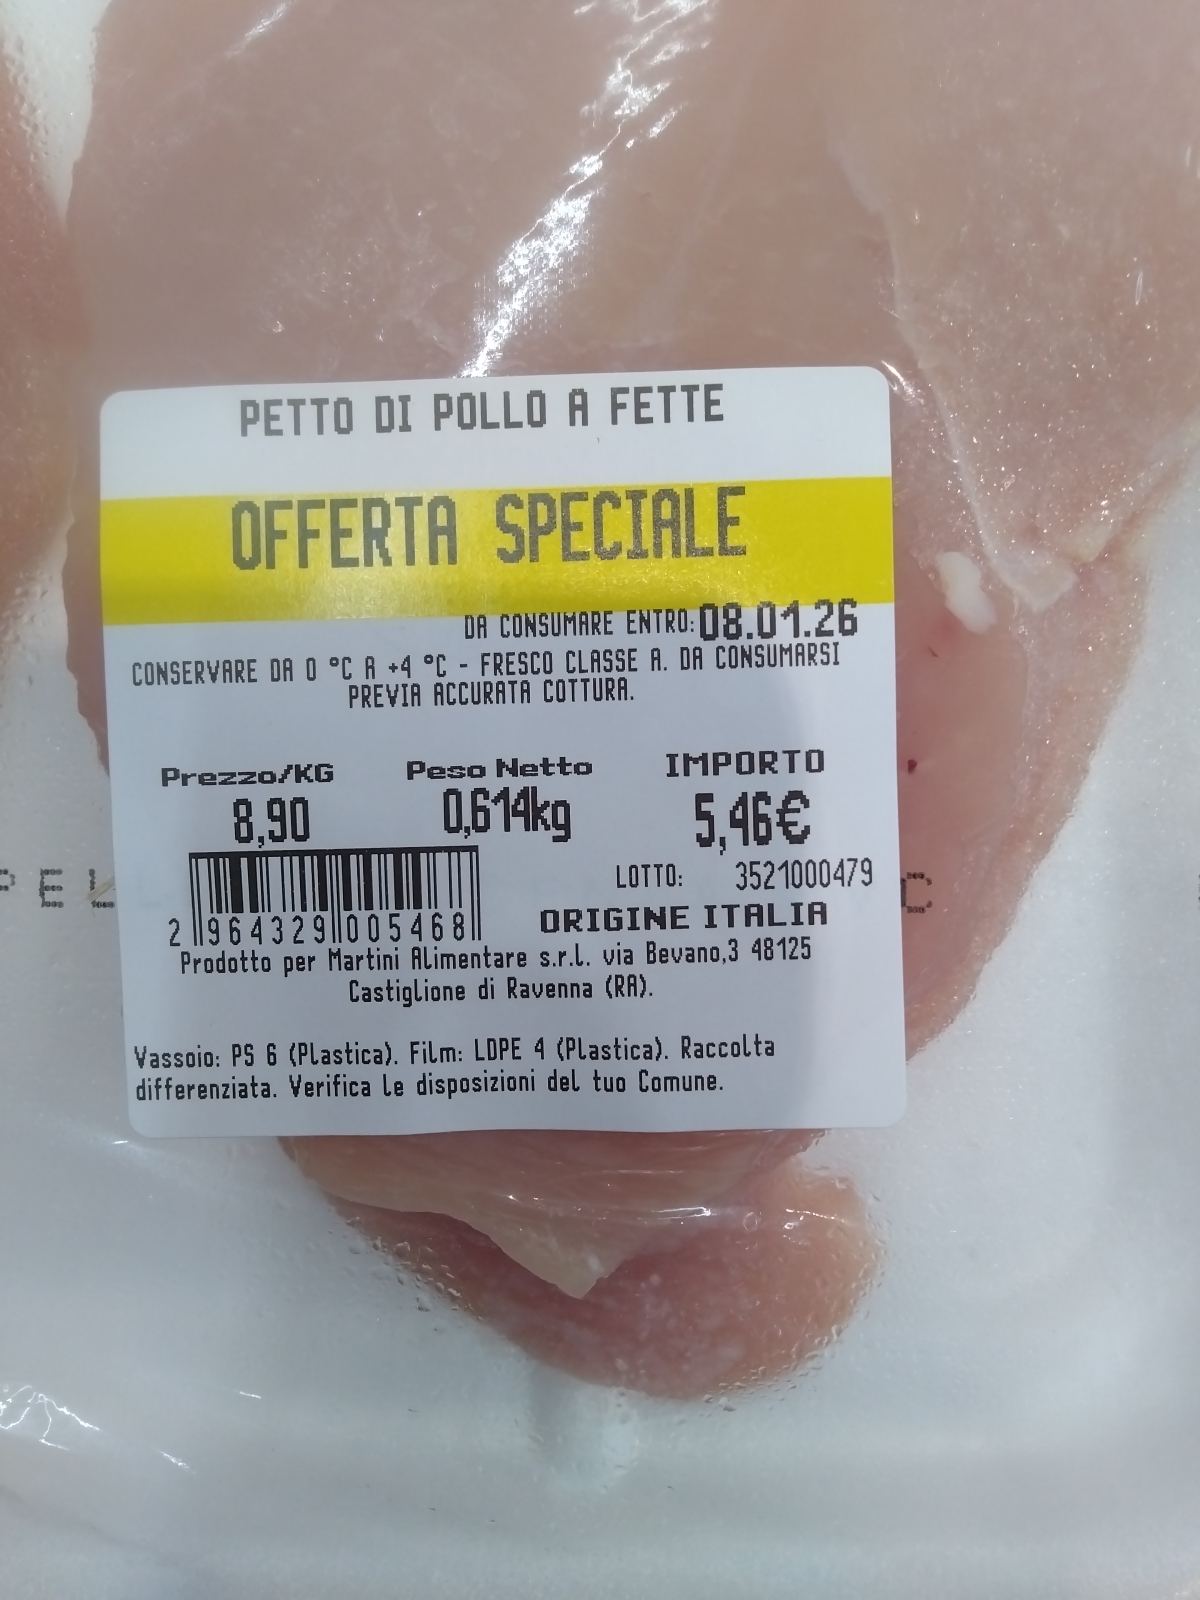 PETTO DI POLLO A FETTE
OFFERTA SPECIALE
DA CONSUMARE ENTRO: 08.01.26
CONSERVARE DA 0 °C A +4 °C - FRESCO CLASSE A. DA CONSUMARSI
PREVIA ACCURATA COTTURA.
Prezzo/KG Peso Netto IMPORTO
8,90 0,614kg 5,46€
LOTTO: 3521000479
2 964329 005468
ORIGINE ITALIA
Prodotto per Martini Alimentare s.r.l. via Bevano,3 48125
Castiglione di Ravenna (RA).
Vassoio: PS 6 (Plastica). Film: LDPE 4 (Plastica). Raccolta
differenziata. Verifica le disposizioni del tuo Comune.